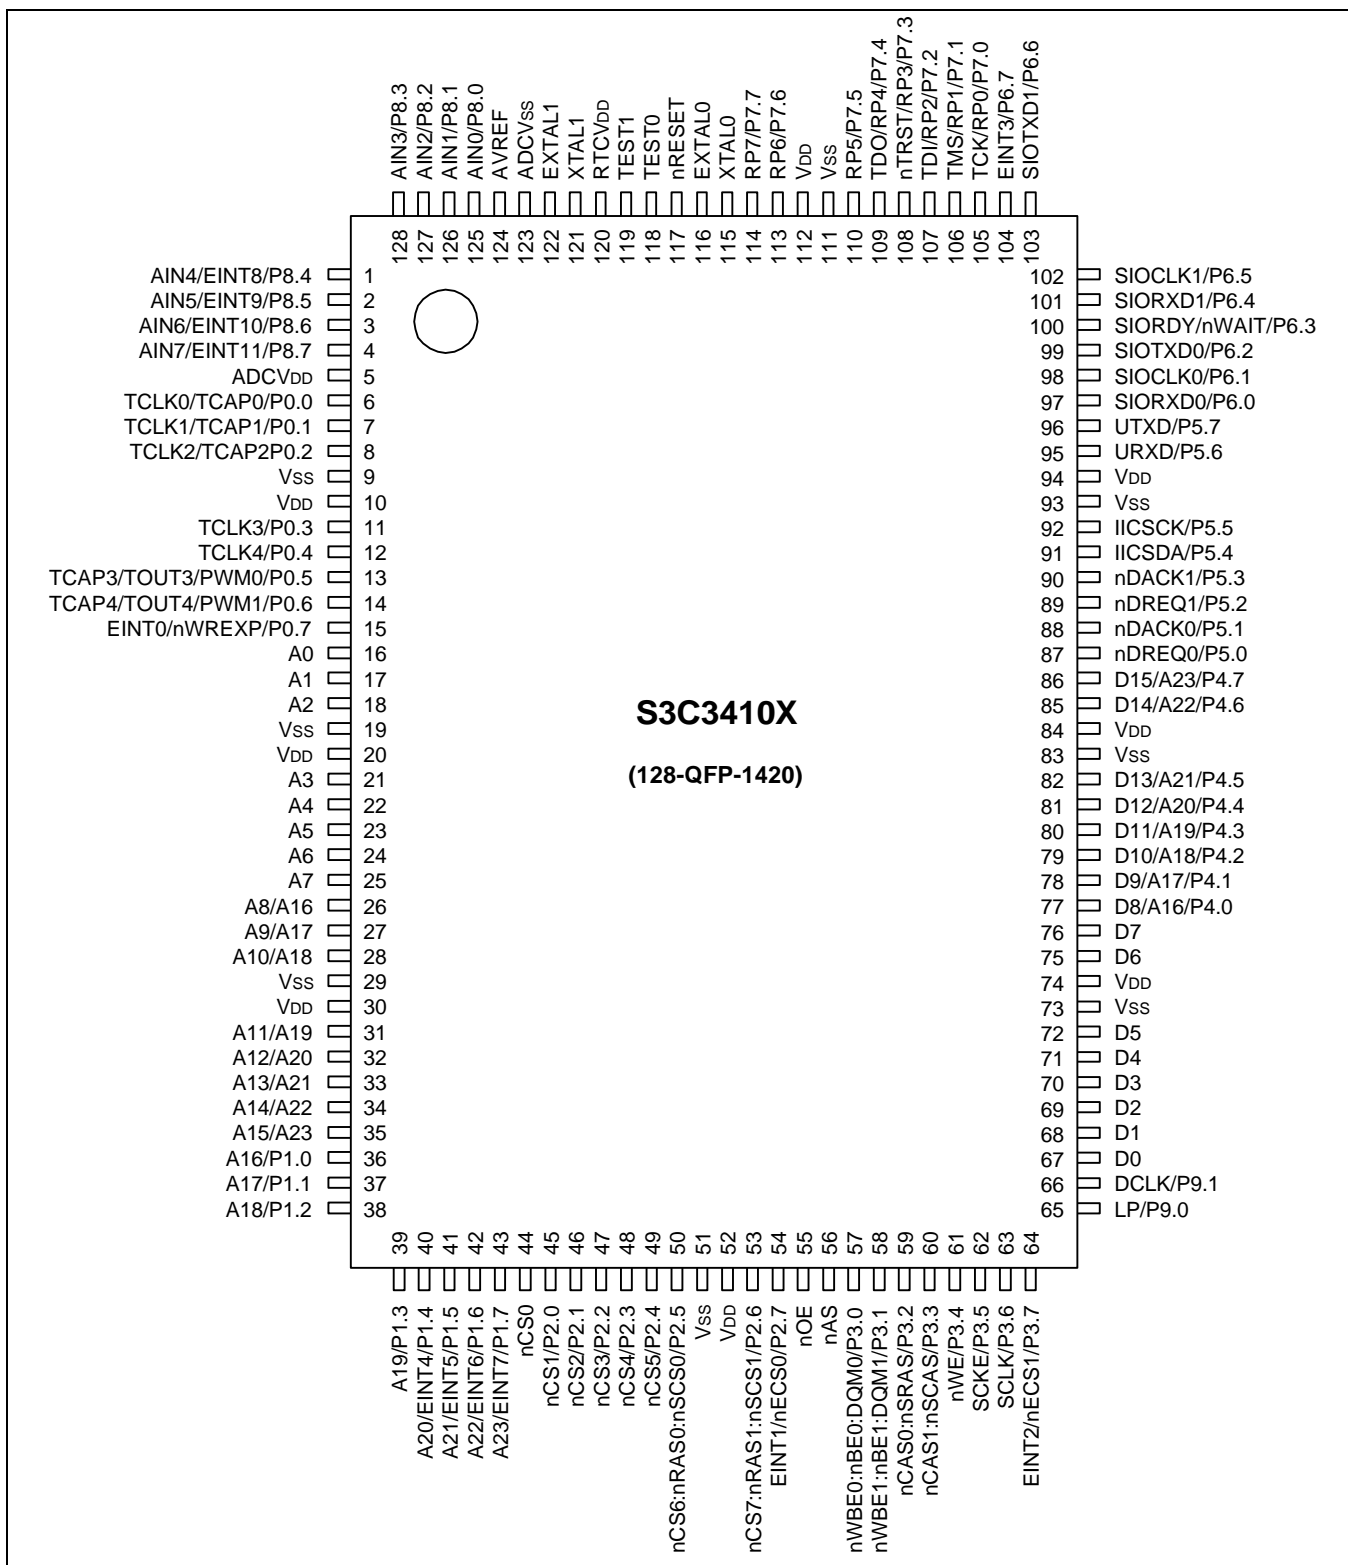 AIN3/P8.3
AIN2/P8.2
AIN1/P8.1
AIN0/P8.0
AVREF
ADCVSS
EXTAL1
XTAL1
RTCVDD
TEST1
TEST0
nRESET
EXTAL0
XTAL0
RP7/P7.7
RP6/P7.6
VDD
VSS
RP5/P7.5
TDO/RP4/P7.4
nTRST/RP3/P7.3
TDI/RP2/P7.2
TMS/RP1/P7.1
TCK/RP0/P7.0
EINT3/P6.7
SIOTXD1/P6.6
128 127 126 125 124 123 122 121 120 119 118 117 116 115 114 113 112 111 110 109 108 107 106 105 104 103
AIN4/EINT8/P8.4 1
AIN5/EINT9/P8.5 2
AIN6/EINT10/P8.6 3
AIN7/EINT11/P8.7 4
ADCVDD 5
TCLK0/TCAP0/P0.0 6
TCLK1/TCAP1/P0.1 7
TCLK2/TCAP2P0.2 8
VSS 9
VDD 10
TCLK3/P0.3 11
TCLK4/P0.4 12
TCAP3/TOUT3/PWM0/P0.5 13
TCAP4/TOUT4/PWM1/P0.6 14
EINT0/nWREXP/P0.7 15
A0 16
A1 17
A2 18
VSS 19
VDD 20
A3 21
A4 22
A5 23
A6 24
A7 25
A8/A16 26
A9/A17 27
A10/A18 28
VSS 29
VDD 30
A11/A19 31
A12/A20 32
A13/A21 33
A14/A22 34
A15/A23 35
A16/P1.0 36
A17/P1.1 37
A18/P1.2 38
S3C3410X
(128-QFP-1420)
102 SIOCLK1/P6.5
101 SIORXD1/P6.4
100 SIORDY/nWAIT/P6.3
99 SIOTXD0/P6.2
98 SIOCLK0/P6.1
97 SIORXD0/P6.0
96 UTXD/P5.7
95 URXD/P5.6
94 VDD
93 VSS
92 IICSCK/P5.5
91 IICSDA/P5.4
90 nDACK1/P5.3
89 nDREQ1/P5.2
88 nDACK0/P5.1
87 nDREQ0/P5.0
86 D15/A23/P4.7
85 D14/A22/P4.6
84 VDD
83 VSS
82 D13/A21/P4.5
81 D12/A20/P4.4
80 D11/A19/P4.3
79 D10/A18/P4.2
78 D9/A17/P4.1
77 D8/A16/P4.0
76 D7
75 D6
74 VDD
73 VSS
72 D5
71 D4
70 D3
69 D2
68 D1
67 D0
66 DCLK/P9.1
65 LP/P9.0
39 40 41 42 43 44 45 46 47 48 49 50 51 52 53 54 55 56 57 58 59 60 61 62 63 64
A19/P1.3
A20/EINT4/P1.4
A21/EINT5/P1.5
A22/EINT6/P1.6
A23/EINT7/P1.7
nCS0
nCS1/P2.0
nCS2/P2.1
nCS3/P2.2
nCS4/P2.3
nCS5/P2.4
nCS6:nRAS0:nSCS0/P2.5
VSS
VDD
nCS7:nRAS1:nSCS1/P2.6
EINT1/nECS0/P2.7
nOE
nAS
nWBE0:nBE0:DQM0/P3.0
nWBE1:nBE1:DQM1/P3.1
nCAS0:nSRAS/P3.2
nCAS1:nSCAS/P3.3
nWE/P3.4
SCKE/P3.5
SCLK/P3.6
EINT2/nECS1/P3.7